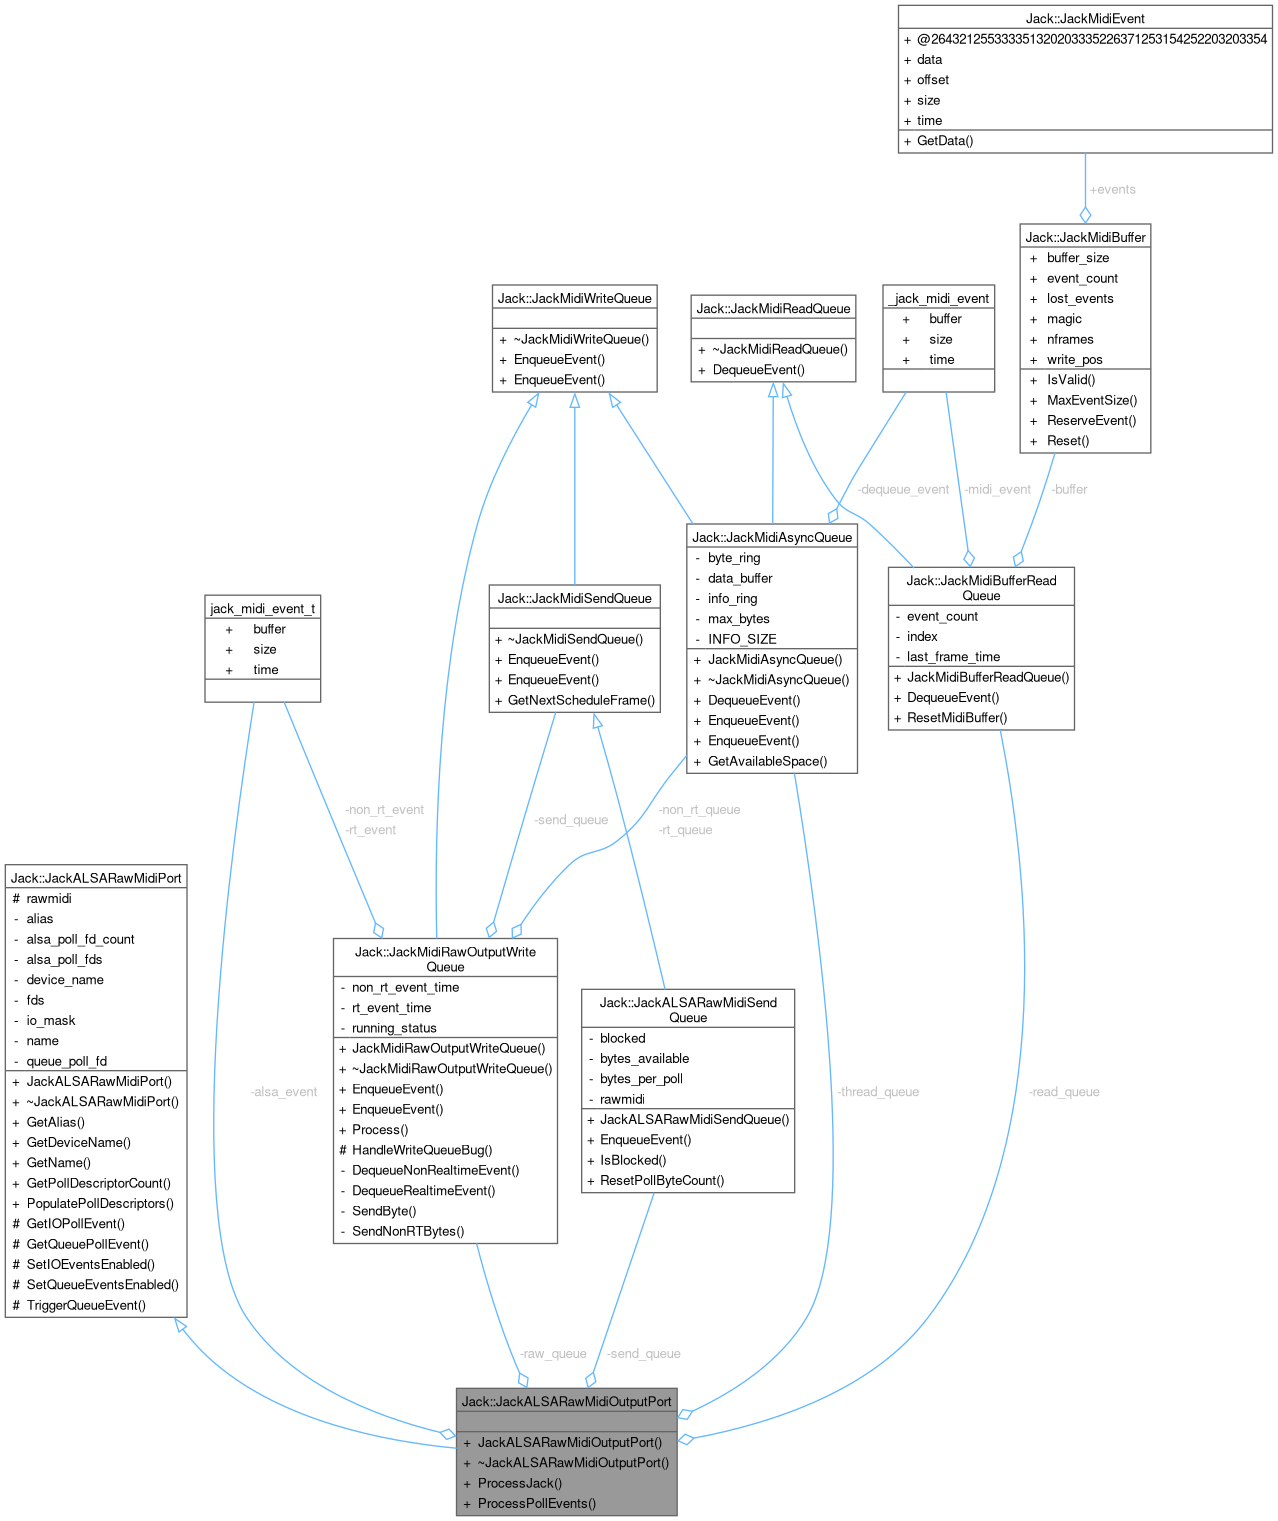 Jack::JackMidiEvent
+ @264321255333351320203335226371253154252203203354
+ data
+ offset
+ size
+ time
+ GetData()
+events
Jack::JackMidiBuffer
+ buffer_size
+ event_count
+ lost_events
+ magic
+ nframes
+ write_pos
+ IsValid()
+ MaxEventSize()
+ ReserveEvent()
+ Reset()
Jack::JackMidiWriteQueue
+ ~JackMidiWriteQueue()
+ EnqueueEvent()
+ EnqueueEvent()
Jack::JackMidiReadQueue
+ ~JackMidiReadQueue()
+ DequeueEvent()
_jack_midi_event
+ buffer
+ size
+ time
-dequeue_event
-midi_event
-buffer
Jack::JackMidiAsyncQueue
- byte_ring
- data_buffer
- info_ring
- max_bytes
- INFO_SIZE
+ JackMidiAsyncQueue()
+ ~JackMidiAsyncQueue()
+ DequeueEvent()
+ EnqueueEvent()
+ EnqueueEvent()
+ GetAvailableSpace()
Jack::JackMidiBufferRead
Queue
- event_count
- index
- last_frame_time
+ JackMidiBufferReadQueue()
+ DequeueEvent()
+ ResetMidiBuffer()
Jack::JackMidiSendQueue
+ ~JackMidiSendQueue()
+ EnqueueEvent()
+ EnqueueEvent()
+ GetNextScheduleFrame()
jack_midi_event_t
+ buffer
+ size
+ time
-non_rt_event
-rt_event
-send_queue
-non_rt_queue
-rt_queue
Jack::JackALSARawMidiPort
# rawmidi
- alias
- alsa_poll_fd_count
- alsa_poll_fds
- device_name
- fds
- io_mask
- name
- queue_poll_fd
+ JackALSARawMidiPort()
+ ~JackALSARawMidiPort()
+ GetAlias()
+ GetDeviceName()
+ GetName()
+ GetPollDescriptorCount()
+ PopulatePollDescriptors()
# GetIOPollEvent()
# GetQueuePollEvent()
# SetIOEventsEnabled()
# SetQueueEventsEnabled()
# TriggerQueueEvent()
-alsa_event
Jack::JackMidiRawOutputWrite
Queue
- non_rt_event_time
- rt_event_time
- running_status
+ JackMidiRawOutputWriteQueue()
+ ~JackMidiRawOutputWriteQueue()
+ EnqueueEvent()
+ EnqueueEvent()
+ Process()
# HandleWriteQueueBug()
- DequeueNonRealtimeEvent()
- DequeueRealtimeEvent()
- SendByte()
- SendNonRTBytes()
Jack::JackALSARawMidiSend
Queue
- blocked
- bytes_available
- bytes_per_poll
- rawmidi
+ JackALSARawMidiSendQueue()
+ EnqueueEvent()
+ IsBlocked()
+ ResetPollByteCount()
-thread_queue
-read_queue
-raw_queue
-send_queue
Jack::JackALSARawMidiOutputPort
+ JackALSARawMidiOutputPort()
+ ~JackALSARawMidiOutputPort()
+ ProcessJack()
+ ProcessPollEvents()